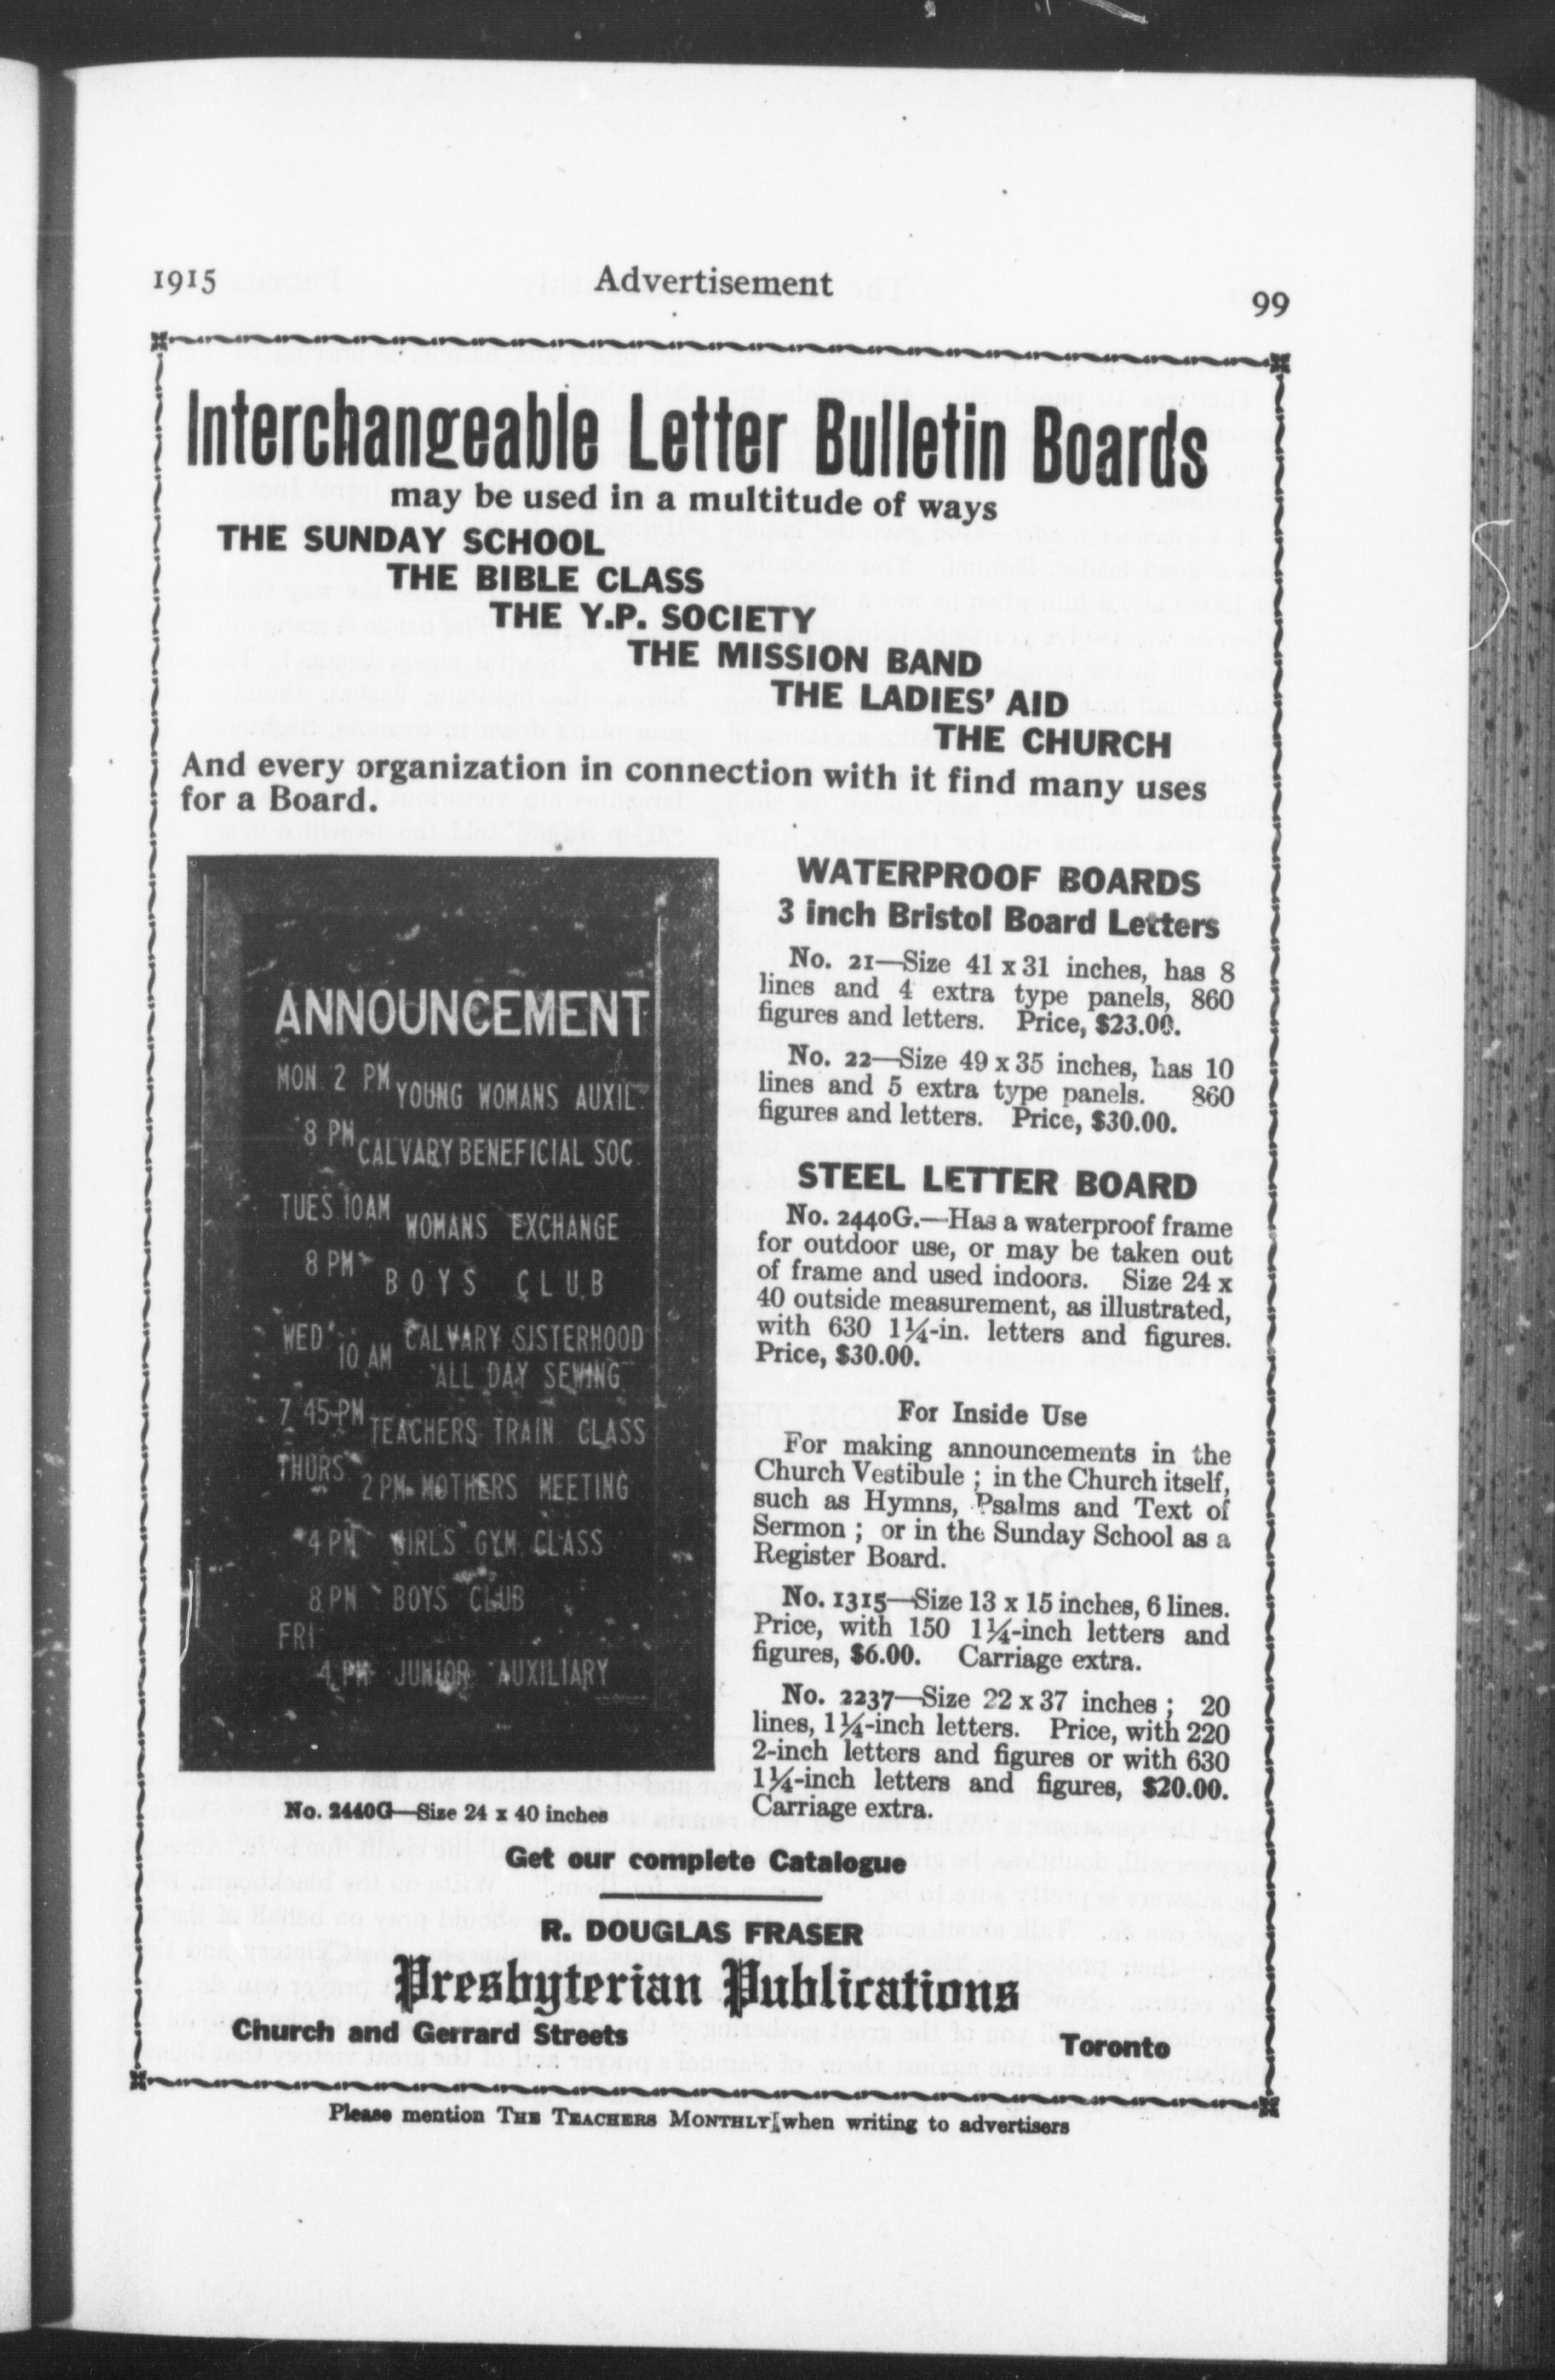 1915
Advertisement
99
Interchangeable Letter Bulletin Boards
may be used in a multitude of ways
THE SUNDAY SCHOOL
THE BIBLE CLASS
THE Y.P. SOCIETY
THE MISSION BAND
THE LADIES' AID
THE CHURCH
And every organization in connection with it find many uses
for a Board.
ANNOUNCEMENT
MON. 2 PM YOUNG WOMANS AUXIL.
8 PM CALVARY BENEFICIAL SOC.
TUES 10AM WOMANS EXCHANGE
8 PM BOYS CLUB
WED 10 AM CALVARY SISTERHOOD
ALL DAY SEWING
7 45 PM TEACHERS TRAIN CLASS
THURS 2 PM MOTHERS MEETING
4 PM GIRLS GYM CLASS
8 PM BOYS CLUB
FRI
4 PM JUNIOR AUXILIARY
No. 2440G—Size 24 x 40 inches
WATERPROOF BOARDS
3 inch Bristol Board Letters
No. 21—Size 41 x 31 inches, has 8
lines and 4 extra type panels, 860
figures and letters. Price, $23.00.
No. 22—Size 49 x 35 inches, has 10
lines and 5 extra type panels. 860
figures and letters. Price, $30.00.
STEEL LETTER BOARD
No. 2440G.—Has a waterproof frame
for outdoor use, or may be taken out
of frame and used indoors. Size 24 x
40 outside measurement, as illustrated,
with 630 1¼-in. letters and figures.
Price, $30.00.
For Inside Use
For making announcements in the
Church Vestibule ; in the Church itself,
such as Hymns, Psalms and Text of
Sermon ; or in the Sunday School as a
Register Board.
No. 1315—Size 13 x 15 inches, 6 lines.
Price, with 150 1¼-inch letters and
figures, $6.00. Carriage extra.
No. 2237—Size 22 x 37 inches ; 20
lines, 1¼-inch letters. Price, with 220
2-inch letters and figures or with 630
1¼-inch letters and figures, $20.00.
Carriage extra.
Get our complete Catalogue
R. DOUGLAS FRASER
Presbyterian Publications
Church and Gerrard Streets
Toronto
Please mention THE TEACHERS MONTHLY when writing to advertisers